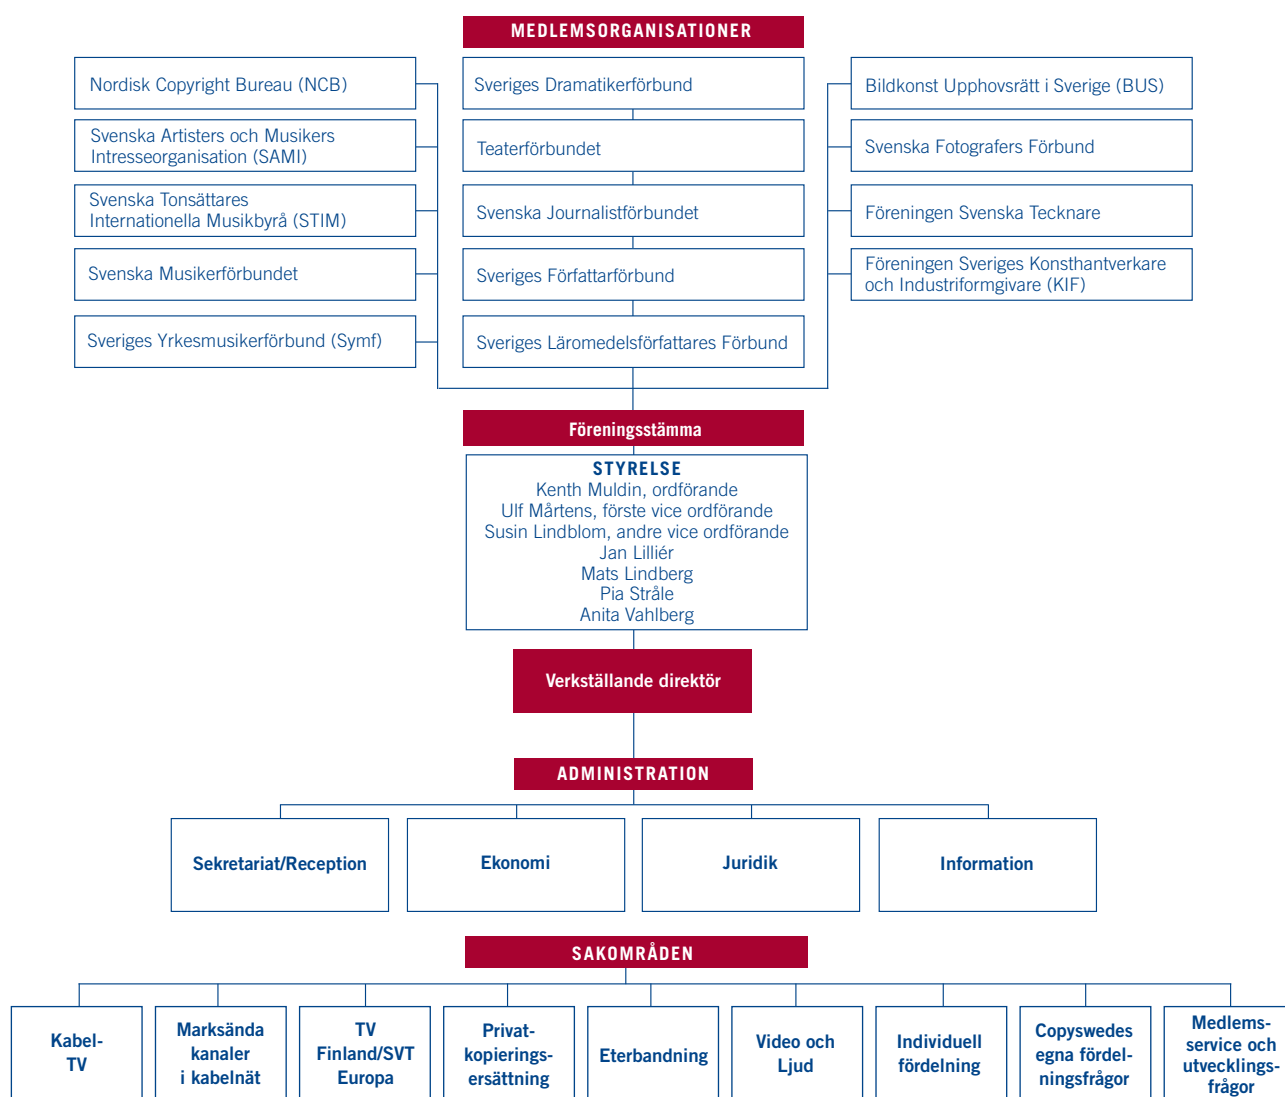 MEDLEMSORGANISATIONER
Nordisk Copyright Bureau (NCB)
Svenska Artisters och Musikers
Intresseorganisation (SAMI)
Svenska Tonsättares
Internationella Musikbyrå (STIM)
Svenska Musikerförbundet
Sveriges Yrkesmusikerförbund (Symf)
Sveriges Dramatikerförbund
Teaterförbundet
Svenska Journalistförbundet
Sveriges Författarförbund
Sveriges Läromedelsförfattares Förbund
Bildkonst Upphovsrätt i Sverige (BUS)
Svenska Fotografers Förbund
Föreningen Svenska Tecknare
Föreningen Sveriges Konsthantverkare
och Industriformgivare (KIF)
Föreningsstämma
STYRELSE
Kenth Muldin, ordförande
Ulf Mårtens, förste vice ordförande
Susin Lindblom, andre vice ordförande
Jan Lilliér
Mats Lindberg
Pia Stråle
Anita Vahlberg
Verkställande direktör
ADMINISTRATION
Sekretariat/Reception
Ekonomi
Juridik
Information
SAKOMRÅDEN
Kabel-
TV
Marksända
kanaler
i kabelnät
TV
Finland/SVT
Europa
Privat-
kopierings-
ersättning
Eterbandning
Video och
Ljud
Individuell
fördelning
Copyswedes
egna fördel-
ningsfrågor
Medlems-
service och
utvecklings-
frågor